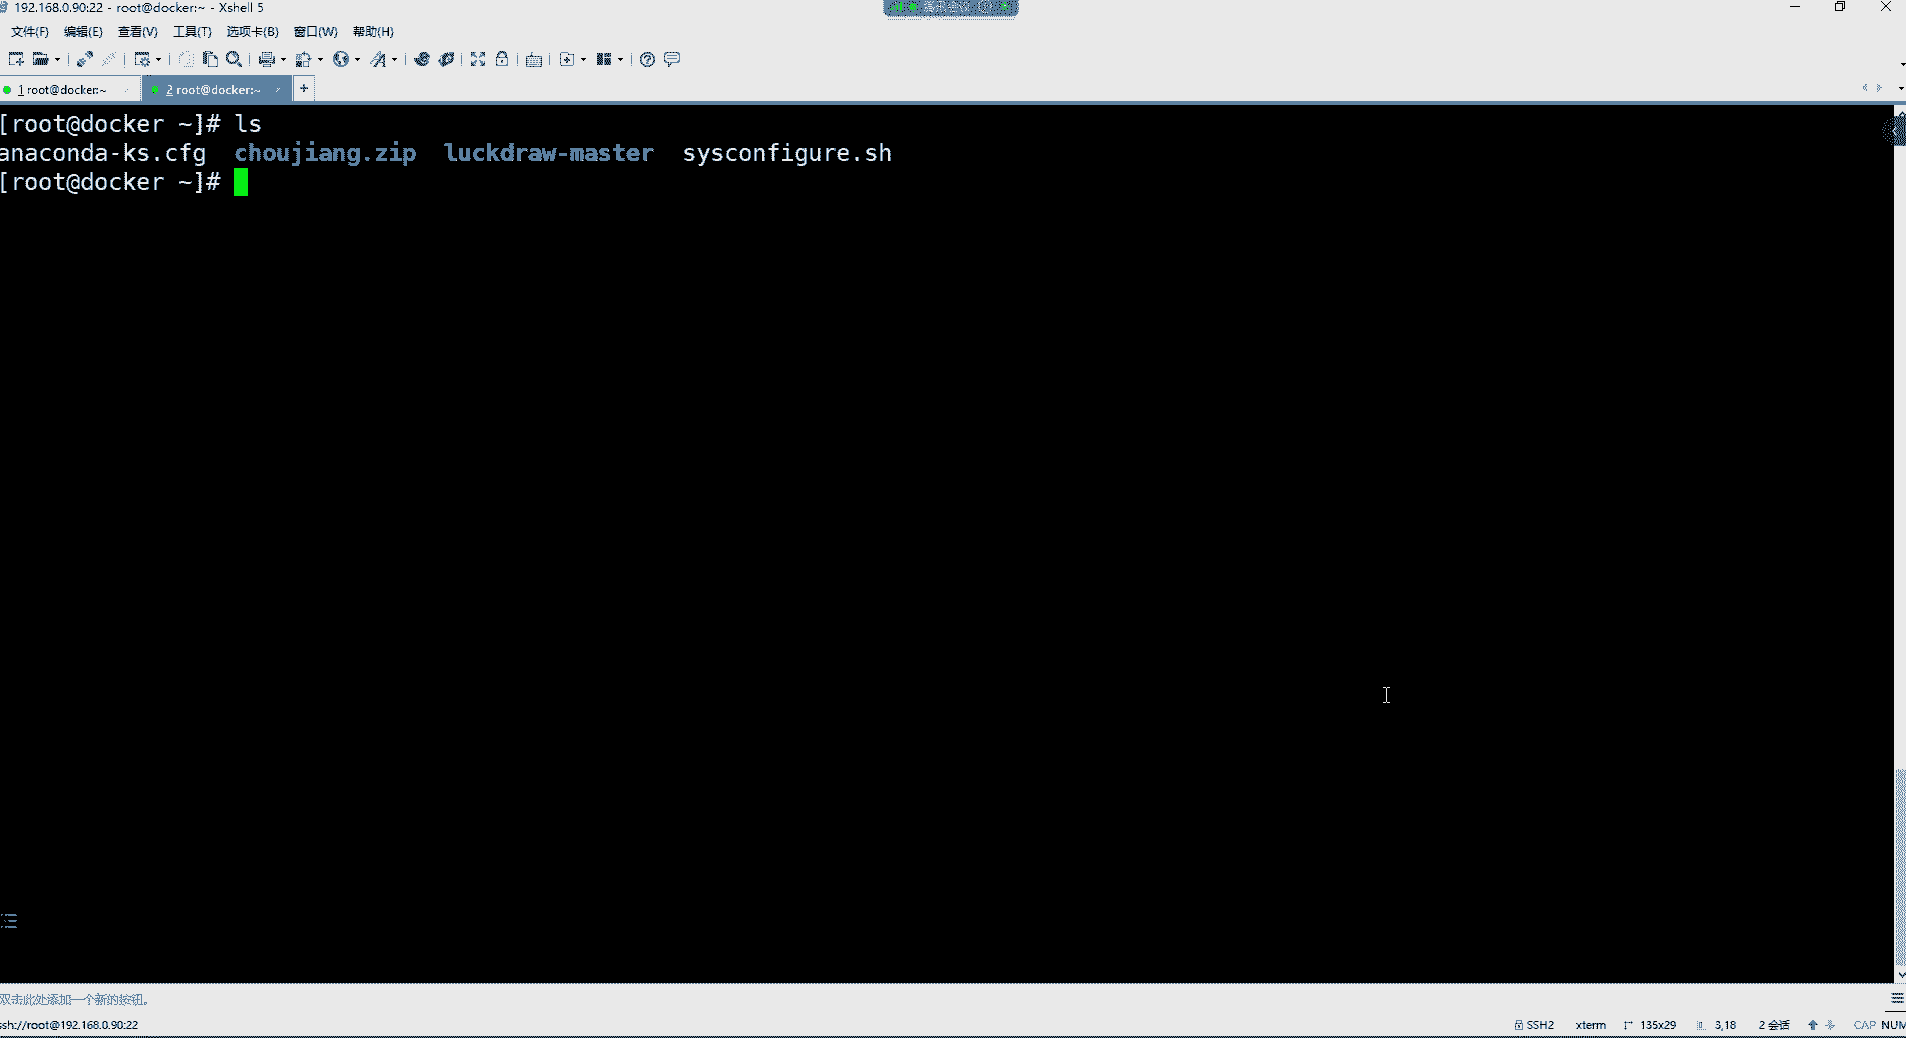 192.168.0.90:22 - root@docker:~ - Xshell 5
文件(F) 编辑(E) 查看(V) 工具(T) 选项卡(B) 窗口(W) 帮助(H)
1 root@docker:~ 2 root@docker:~ +
[root@docker ~]# ls
anaconda-ks.cfg choujiang.zip luckdraw-master sysconfigure.sh
[root@docker ~]#
双击此处添加一个新的按钮。
ssh://root@192.168.0.90:22 SSH2 xterm 135x29 3,18 2 会话 CAP NUM